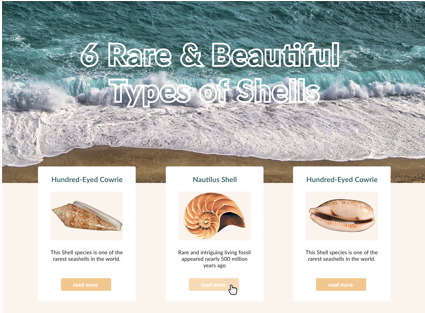 6 Rare & Beautiful
Types of Shells
Hundred-Eyed Cowrie
This Shell species is one of the
rarest seashells in the world.
read more
Nautilus Shell
Rare and intriguing living fossil
appeared nearly 500 million
years ago
read more
Hundred-Eyed Cowrie
This Shell species is one of the
rarest seashells in the world.
read more